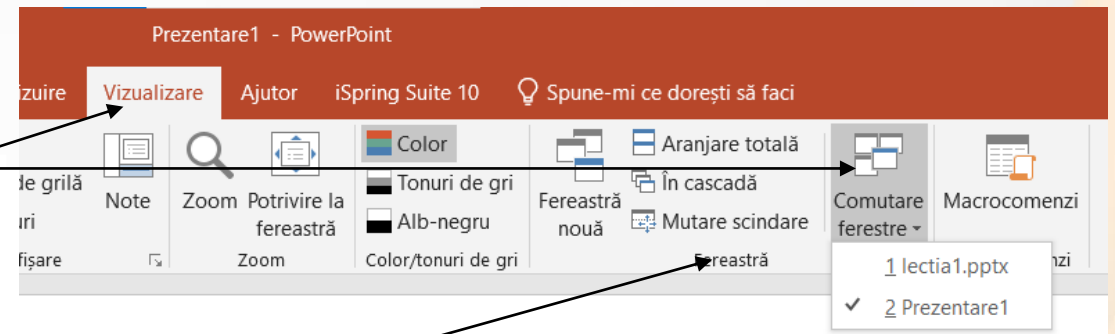 Prezentare1 - PowerPoint
izuire Vizualizare Ajutor iSpring Suite 10 Spune-mi ce dorești să faci
de grilă
uri
fișare
Note
Zoom
Potrivire la
fereastră
Zoom
Color
Tonuri de gri
Alb-negru
Color/tonuri de gri
Fereastră
nouă
Aranjare totală
În cascadă
Mutare scindare
Fereastră
Comutare
ferestre
Macrocomenzi
nzi
1 lectia1.pptx
2 Prezentare1